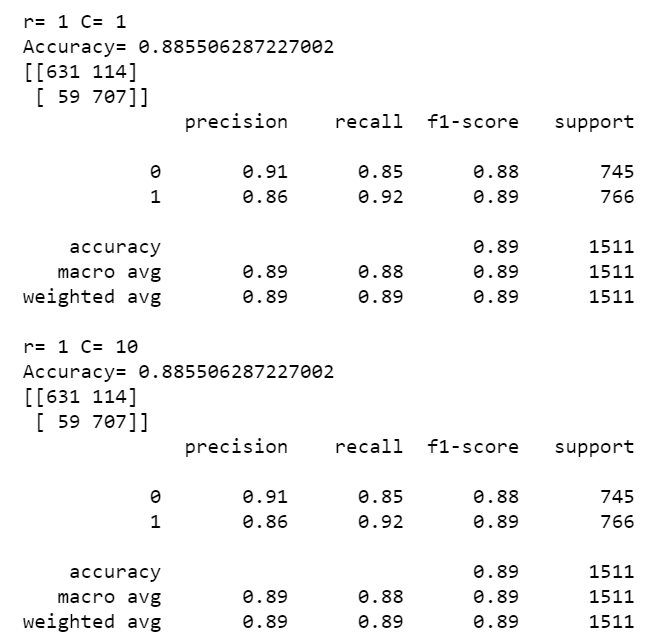 r= 1 C= 1
Accuracy= 0.885506287227002
[[631 114]
 [ 59 707]]
              precision    recall  f1-score   support

           0       0.91      0.85      0.88       745
           1       0.86      0.92      0.89       766

    accuracy                           0.89      1511
   macro avg       0.89      0.88      0.89      1511
weighted avg       0.89      0.89      0.89      1511

r= 1 C= 10
Accuracy= 0.885506287227002
[[631 114]
 [ 59 707]]
              precision    recall  f1-score   support

           0       0.91      0.85      0.88       745
           1       0.86      0.92      0.89       766

    accuracy                           0.89      1511
   macro avg       0.89      0.88      0.89      1511
weighted avg       0.89      0.89      0.89      1511